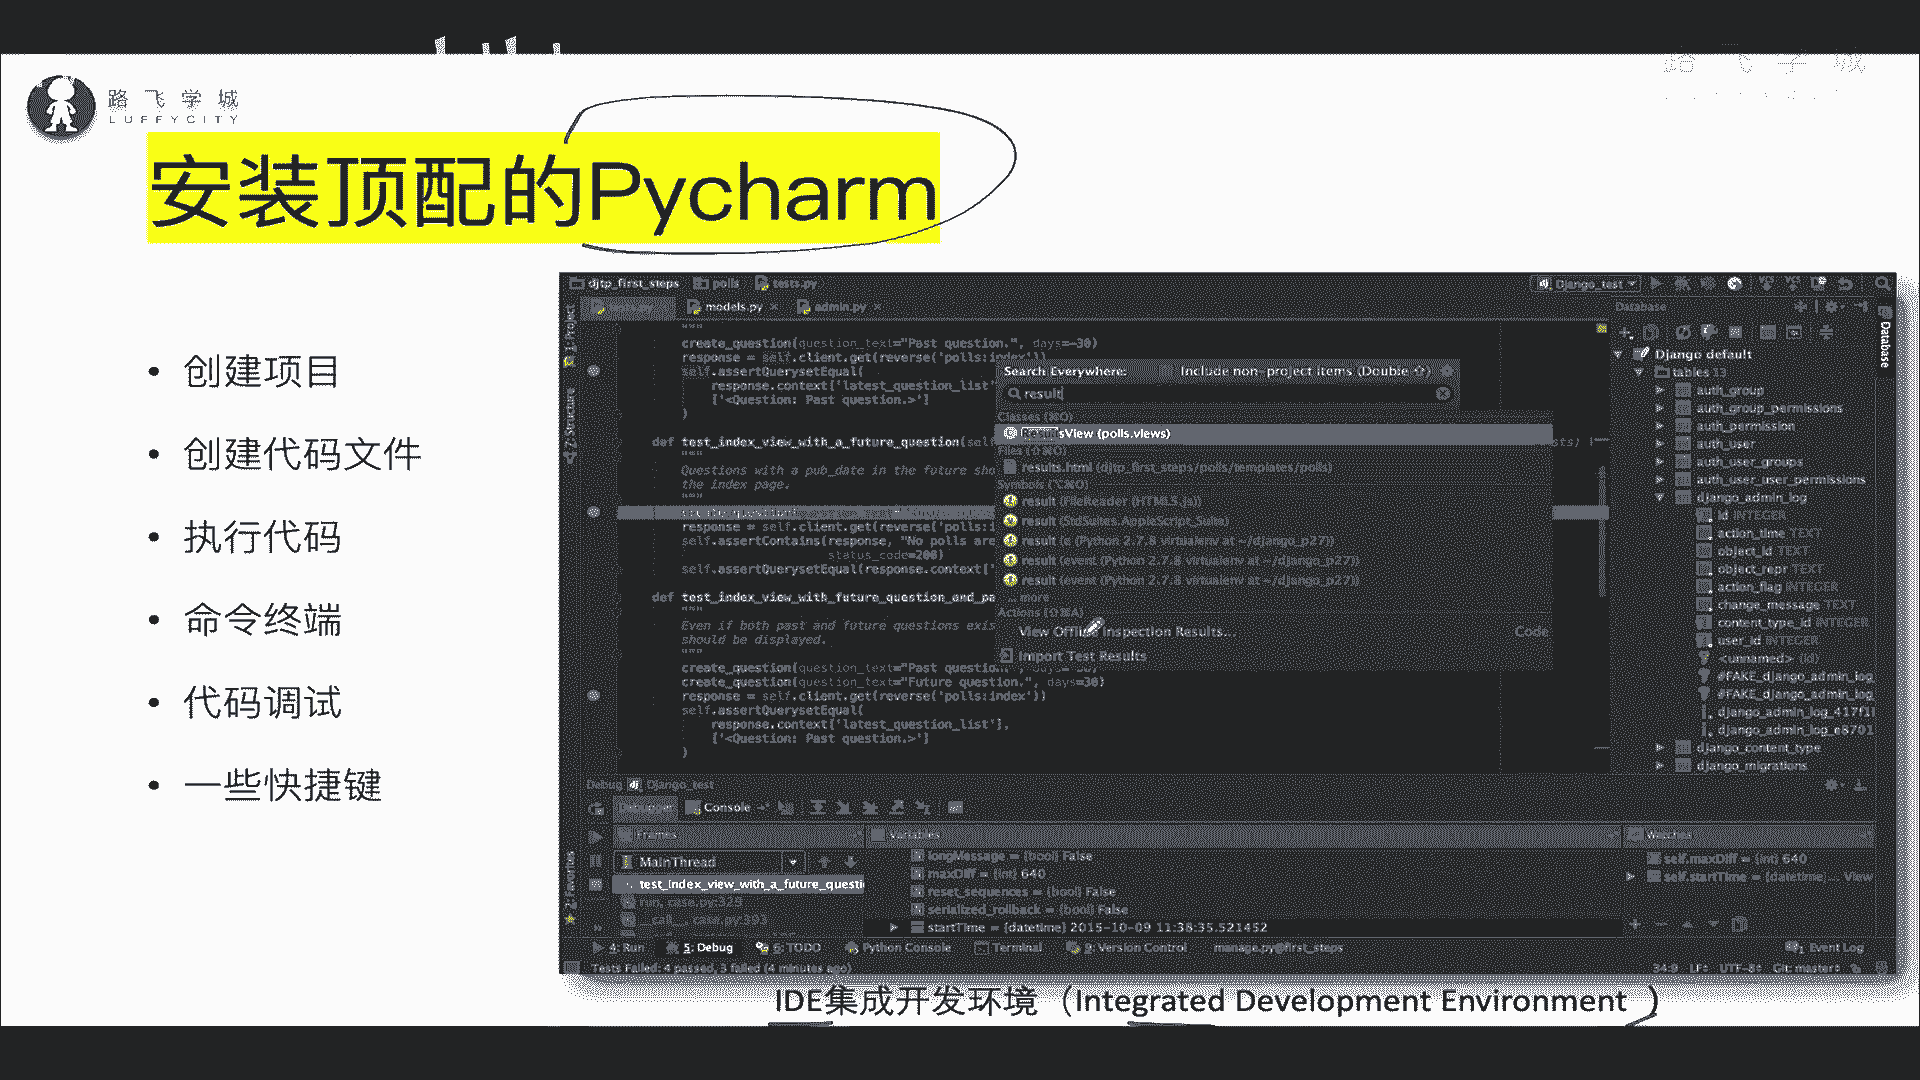 路飞学城
路飞学城
LUFFYCITY
安装顶配的Pycharm
• 创建项目
• 创建代码文件
• 执行代码
• 命令终端
• 代码调试
• 一些快捷键
djtp_first_steps polls tests.py
Django_test
models.py admin.py
1: Project
Z: Structure
2: Favorites
"""
create_question(question_text="Past question.", days=-30)
response = self.client.get(reverse('polls:index'))
self.assertQuerysetEqual(
response.context['latest_question_list'
['<Question: Past question.>']
)
def test_index_view_with_a_future_question(self
"""
Questions with a pub_date in the future sho
the index page.
"""
response = self.client.get(reverse('polls:i
self.assertContains(response, "No polls are
status_code=200)
self.assertQuerysetEqual(response.context['
def test_index_view_with_future_question_and_pa
"""
Even if both past and future questions exis
should be displayed.
"""
create_question(question_text="Past question.", days=-30)
create_question(question_text="Future question.", days=30)
response = self.client.get(reverse('polls:index'))
self.assertQuerysetEqual(
response.context['latest_question_list'],
['<Question: Past question.>']
)
Search Everywhere: Include non-project items (Double ⇧)
result
Classes (⌘O)
ResultsView (polls.views)
Files (⇧⌘O)
results.html (djtp_first_steps/polls/templates/polls)
Symbols (⌥⌘O)
result (FileReader (HTML5.js))
result (StdSuites.AppleScript_Suite)
result (e (Python 2.7.8 virtualenv at ~/django_p27))
result (event (Python 2.7.8 virtualenv at ~/django_p27))
result (event (Python 2.7.8 virtualenv at ~/django_p27))
... more
Actions (⇧⌘A)
View Offline Inspection Results... Code
Import Test Results
Database
Database
Django default
tables 13
auth_group
auth_group_permissions
auth_permission
auth_user
auth_user_groups
auth_user_user_permissions
django_admin_log
id INTEGER
action_time TEXT
object_id TEXT
object_repr TEXT
action_flag INTEGER
change_message TEXT
content_type_id INTEGER
user_id INTEGER
<unnamed> (id)
#FAKE_django_admin_log
#FAKE_django_admin_log
django_admin_log_417f1
django_admin_log_e8701
django_content_type
django_migrations
Debug Django_test
Debugger Console
Frames Variables Watches
MainThread
test_index_view_with_a_future_questi
run, case.py:329
__call__, case.py:393
longMessage = {bool} False
maxDiff = {int} 640
reset_sequences = {bool} False
serialized_rollback = {bool} False
startTime = {datetime} 2015-10-09 11:38:35.521452
self.maxDiff = {int} 640
self.startTime = {datetime}... View
4: Run 5: Debug 6: TODO Python Console Terminal 9: Version Control manage.py@first_steps Event Log
Tests Failed: 4 passed, 3 failed (4 minutes ago) 34:9 LF UTF-8 Git: master
IDE集成开发环境（Integrated Development Environment ）